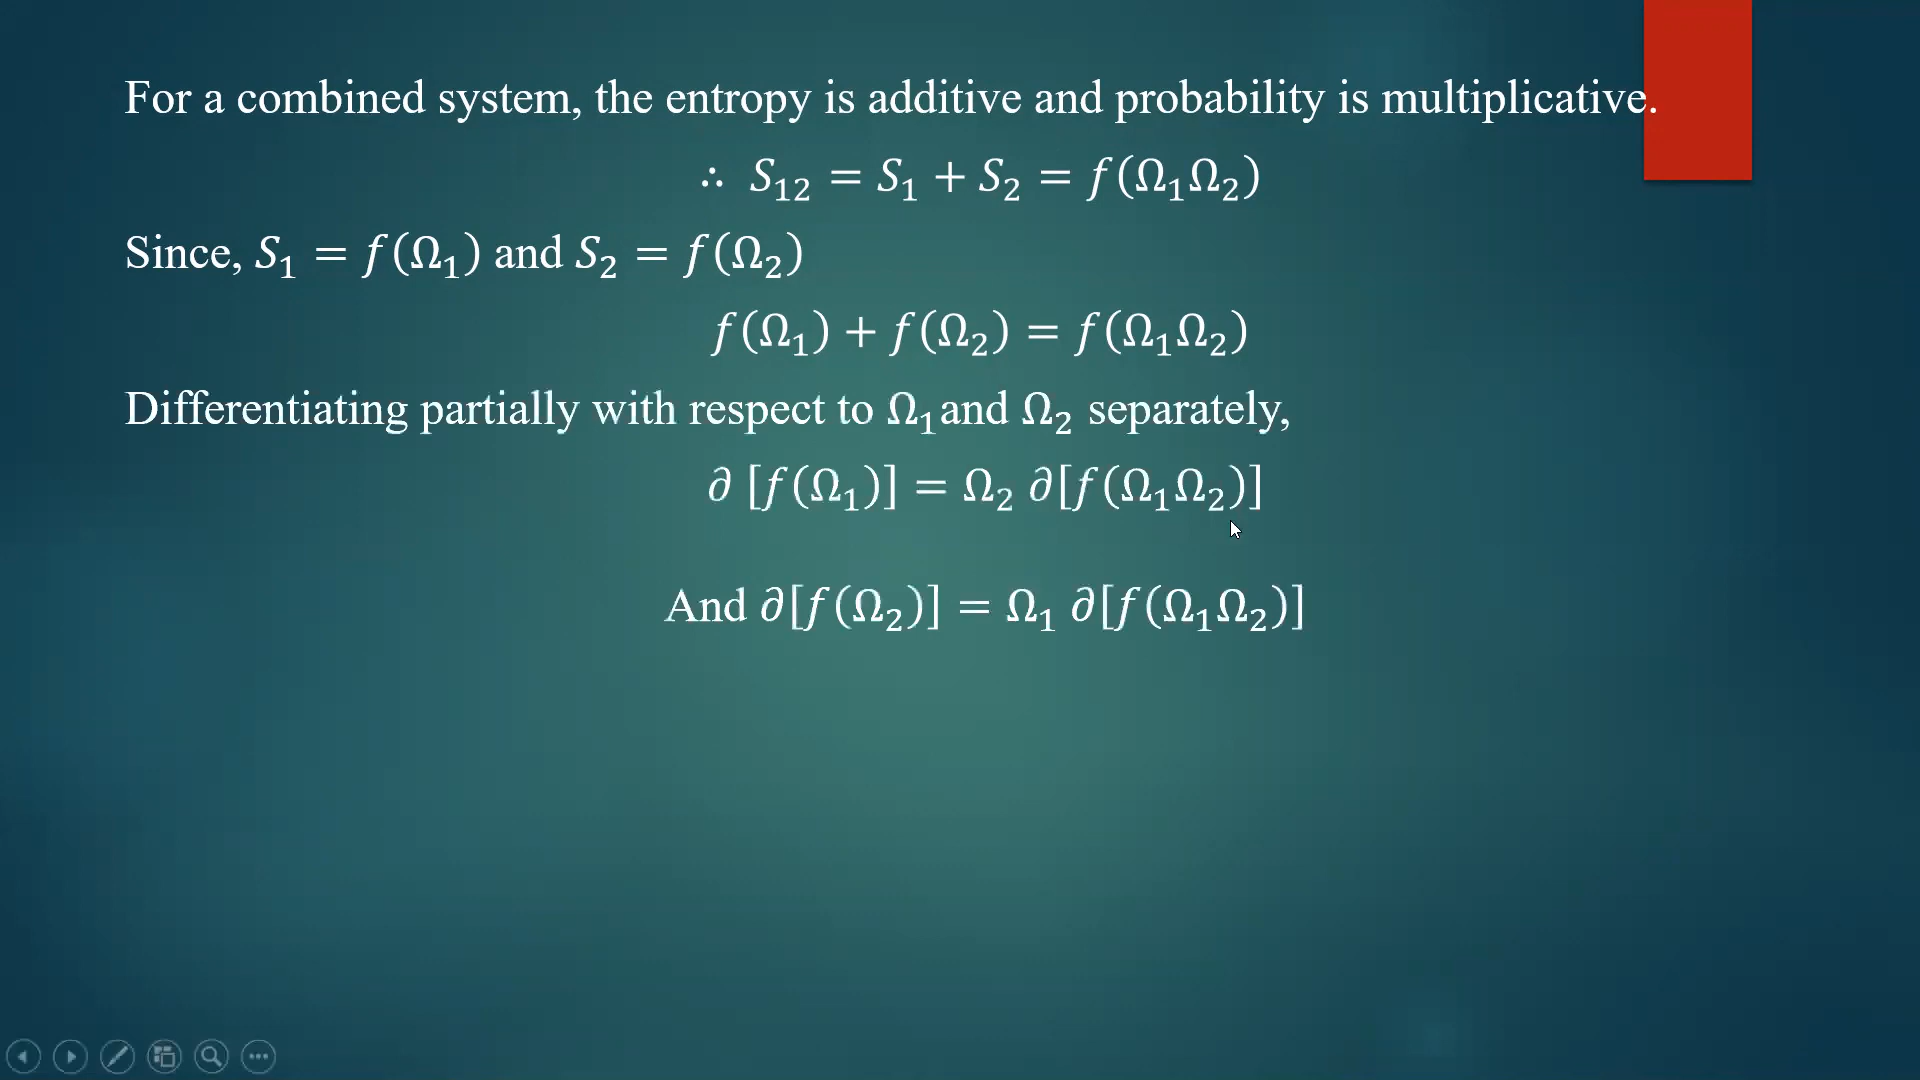 For a combined system, the entropy is additive and probability is multiplicative.
∴ S₁₂ = S₁ + S₂ = f(Ω₁Ω₂)
Since, S₁ = f(Ω₁) and S₂ = f(Ω₂)
f(Ω₁) + f(Ω₂) = f(Ω₁Ω₂)
Differentiating partially with respect to Ω₁and Ω₂ separately,
∂ [f(Ω₁)] = Ω₂ ∂[f(Ω₁Ω₂)]
And ∂[f(Ω₂)] = Ω₁ ∂[f(Ω₁Ω₂)]